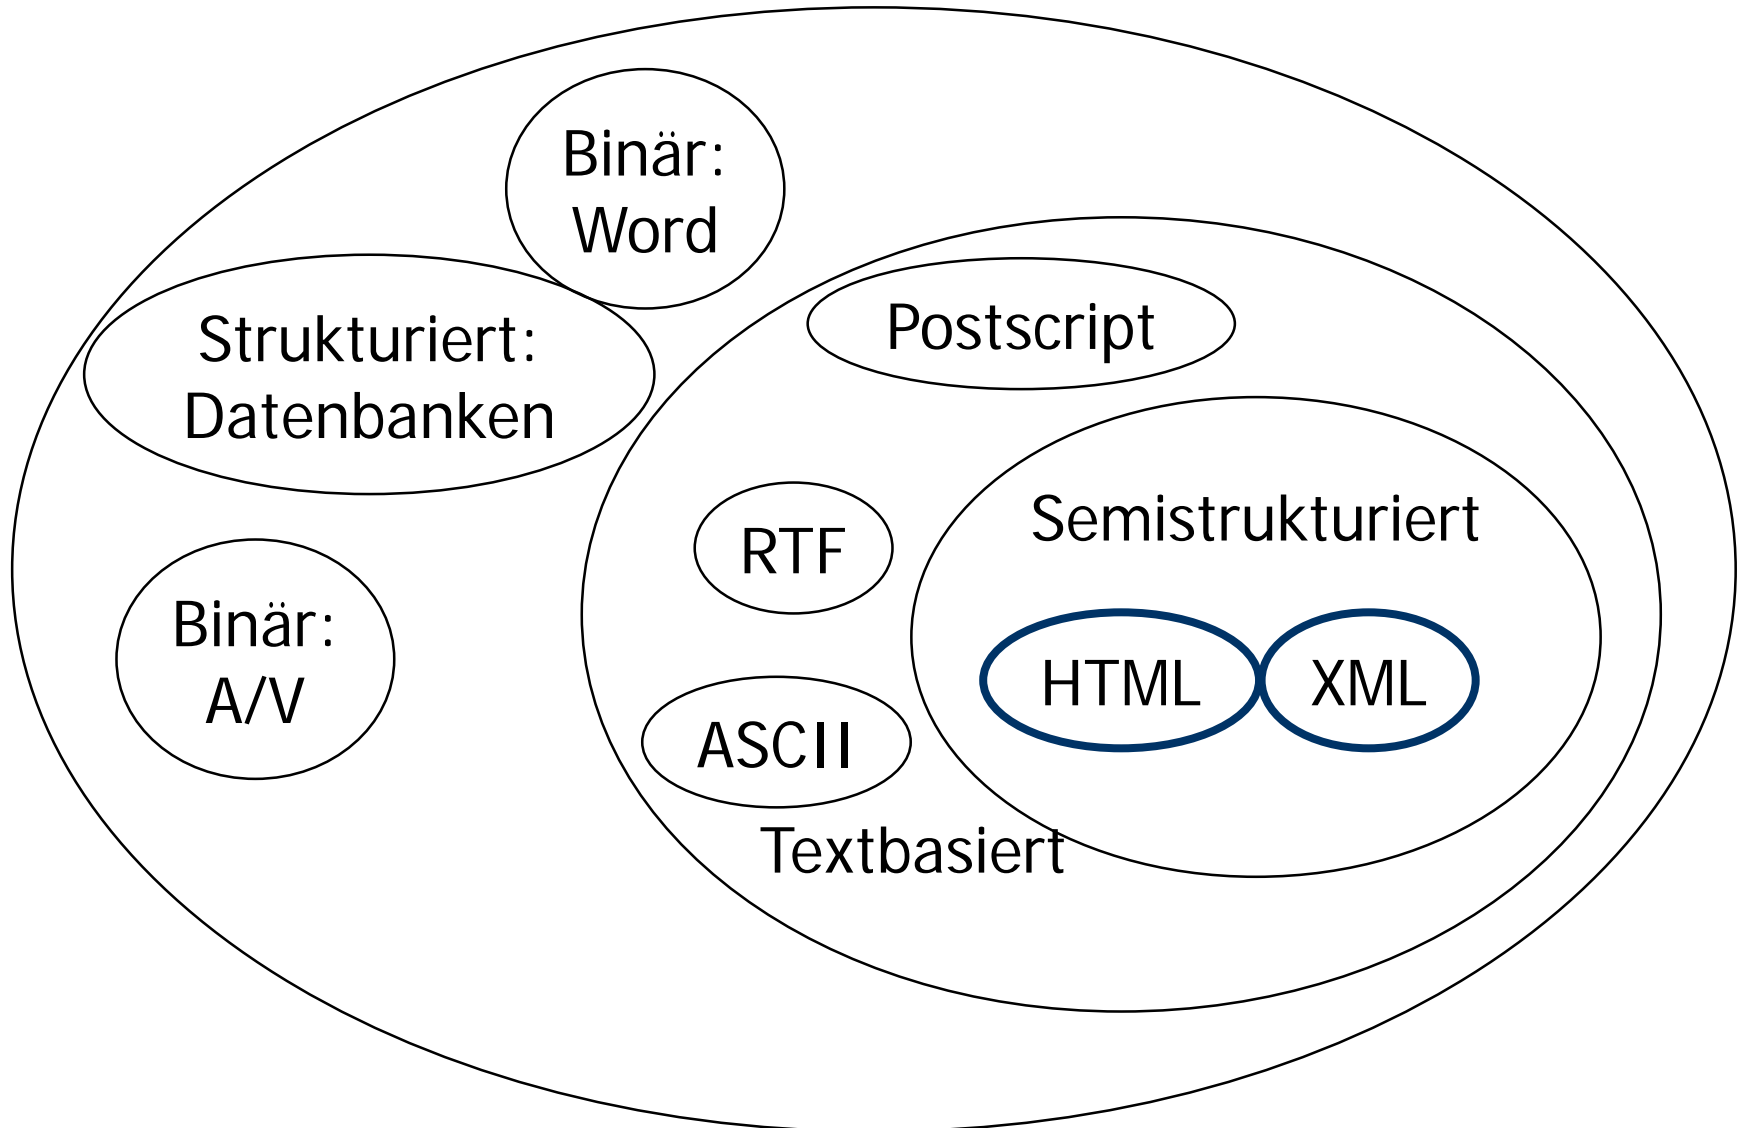 Binär:
Word
Strukturiert:
Datenbanken
Postscript
Semistrukturiert
RTF
Binär:
A/V
HTML
XML
ASCII
Textbasiert